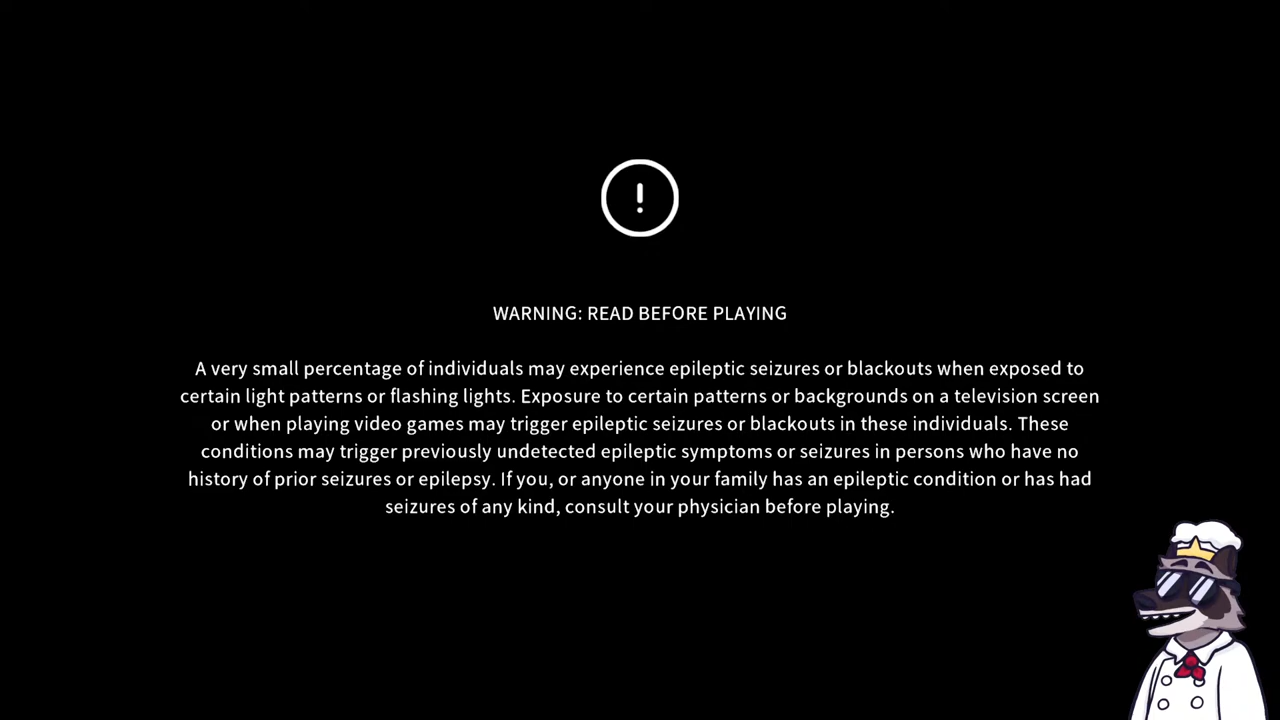 WARNING: READ BEFORE PLAYING
A very small percentage of individuals may experience epileptic seizures or blackouts when exposed to
certain light patterns or flashing lights. Exposure to certain patterns or backgrounds on a television screen
or when playing video games may trigger epileptic seizures or blackouts in these individuals. These
conditions may trigger previously undetected epileptic symptoms or seizures in persons who have no
history of prior seizures or epilepsy. If you, or anyone in your family has an epileptic condition or has had
seizures of any kind, consult your physician before playing.